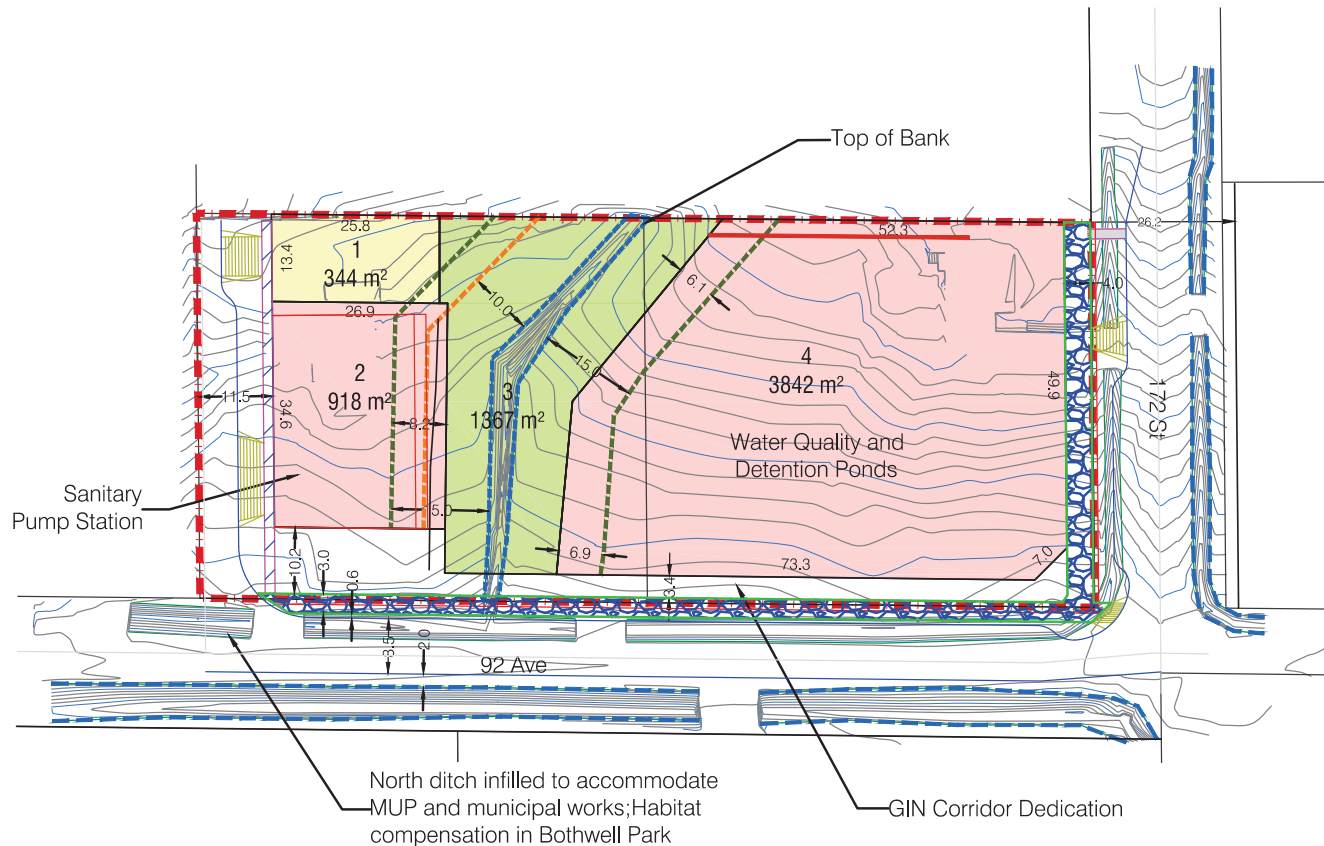 Top of Bank
26.2
25.8
52.3
1
344 m²
13.4
6.1
4.0
10.0
26.9
15.0
4
3842 m²
2
918 m²
3
1367 m²
11.5
34.6
8.2
49.9
172 St
Water Quality and
Detention Ponds
Sanitary
Pump Station
10.2
3.0
0.6
6.9
73.3
7.0
3.4
2.0
92 Ave
North ditch infilled to accommodate
MUP and municipal works;Habitat
compensation in Bothwell Park
GIN Corridor Dedication